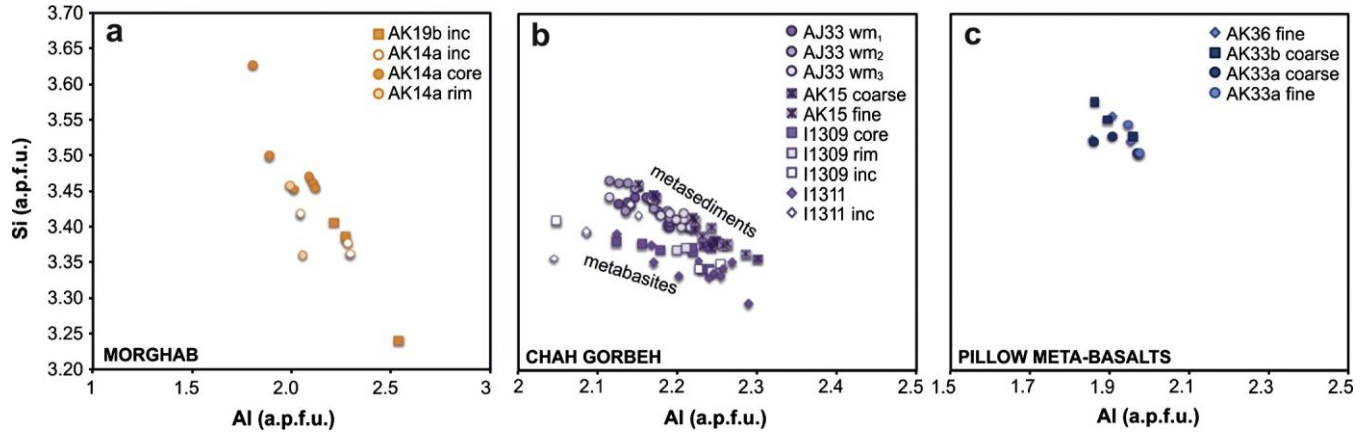 a
AK19b inc
AK14a inc
AK14a core
AK14a rim
3.70
3.65
3.60
3.55
3.50
3.45
3.40
3.35
3.30
3.25
3.20
Si (a.p.f.u.)
MORGHAB
1
1.5
2.0
2.5
3
Al (a.p.f.u.)
b
AJ33 wm1
AJ33 wm2
AJ33 wm3
AK15 coarse
AK15 fine
I1309 core
I1309 rim
I1309 inc
I1311
I1311 inc
metasediments
metabasites
CHAH GORBEH
2
2.1
2.2
2.3
2.4
2.5
Al (a.p.f.u.)
c
AK36 fine
AK33b coarse
AK33a coarse
AK33a fine
PILLOW META-BASALTS
1.5
1.7
1.9
2.1
2.3
2.5
Al (a.p.f.u.)